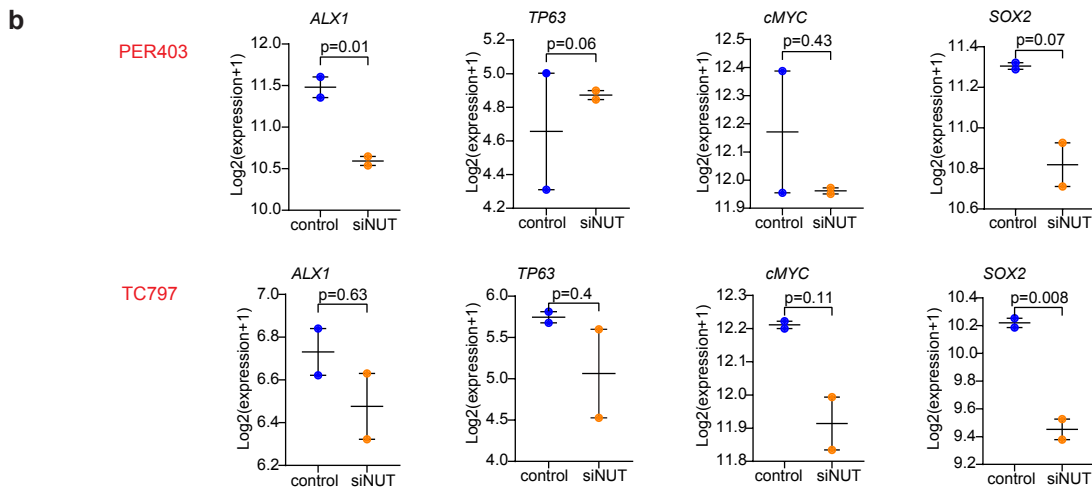 b
PER403
ALX1
p=0.01
Log2(expression+1)
12.0
11.5
11.0
10.5
10.0
control siNUT
TP63
p=0.06
Log2(expression+1)
5.2
5.0
4.8
4.6
4.4
4.2
control siNUT
cMYC
p=0.43
Log2(expression+1)
12.5
12.4
12.3
12.2
12.1
12.0
11.9
control siNUT
SOX2
p=0.07
Log2(expression+1)
11.4
11.2
11.0
10.8
10.6
control siNUT
TC797
ALX1
p=0.63
Log2(expression+1)
7.0
6.8
6.6
6.4
6.2
control siNUT
TP63
p=0.4
Log2(expression+1)
6.0
5.5
5.0
4.5
4.0
control siNUT
cMYC
p=0.11
Log2(expression+1)
12.3
12.2
12.1
12.0
11.9
11.8
control siNUT
SOX2
p=0.008
Log2(expression+1)
10.4
10.2
10.0
9.8
9.6
9.4
9.2
control siNUT